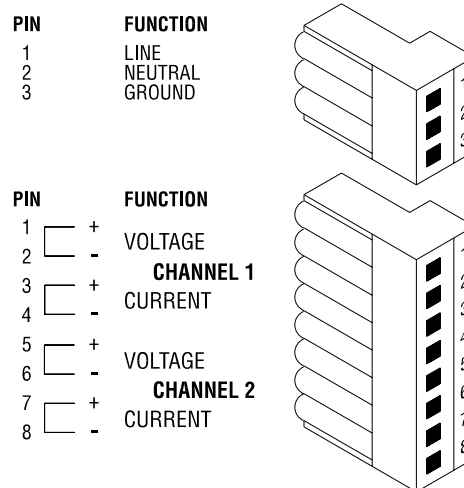 PIN FUNCTION
1 LINE
2 NEUTRAL
3 GROUND
1
2
3
PIN FUNCTION
1 +
VOLTAGE
2 -
CHANNEL 1
3 +
CURRENT
4 -
5 +
VOLTAGE
6 -
CHANNEL 2
7 +
CURRENT
8 -
1
2
3
4
5
6
7
8